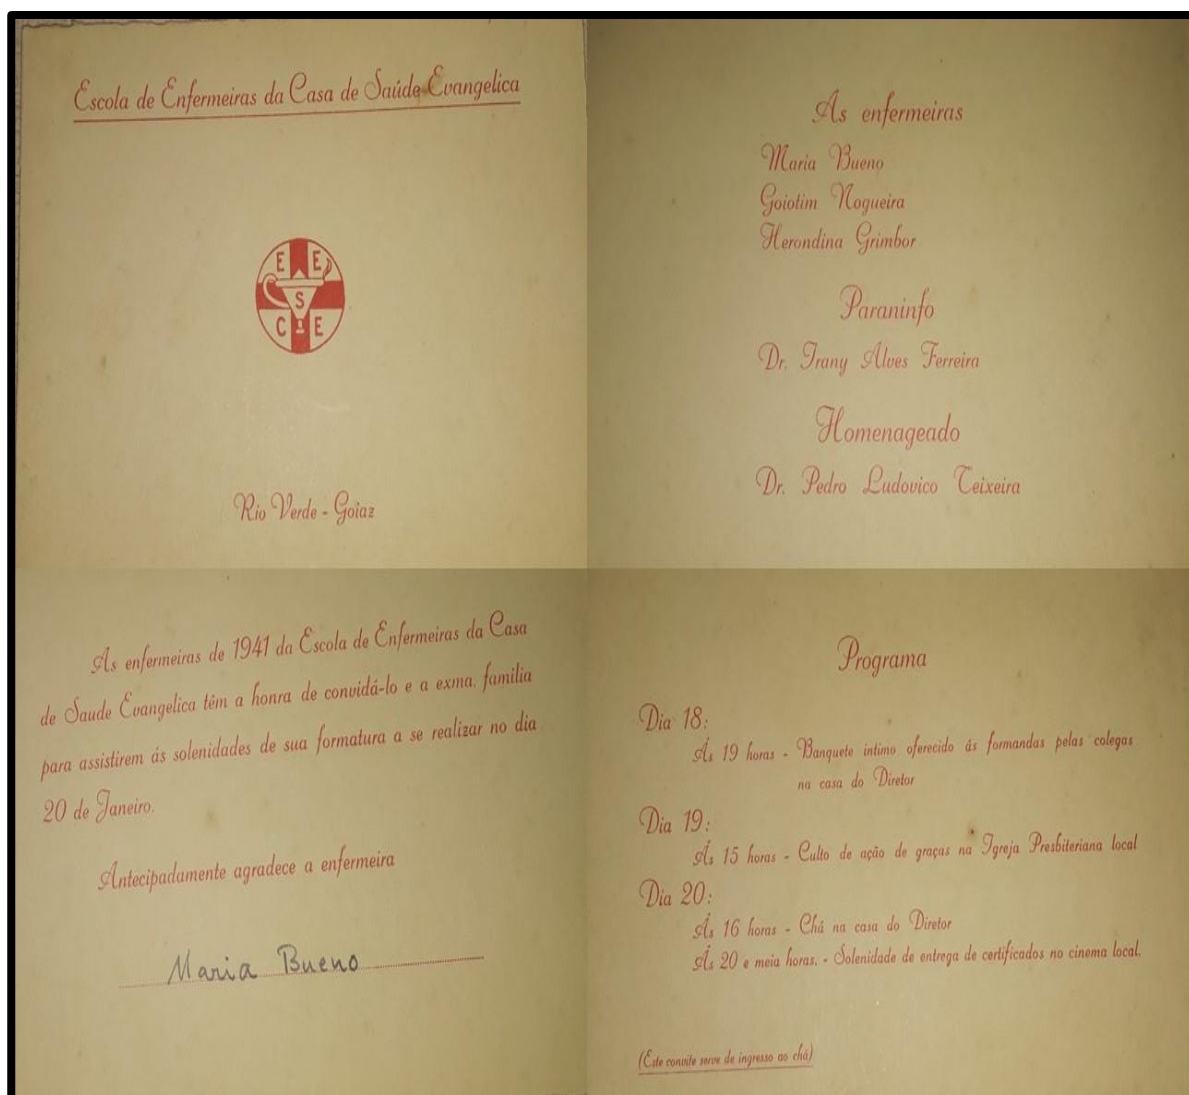 Escola de Enfermeiras da Casa de Saúde Evangelica
E E
S
C E
Rio Verde - Goiaz
As enfermeiras
Maria Bueno
Goiotim Nogueira
Herondina Grimbor
Paraninfo
Dr. Irany Alves Ferreira
Homenageado
Dr. Pedro Ludovico Teixeira
As enfermeiras de 1941 da Escola de Enfermeiras da Casa
de Saude Evangelica têm a honra de convidá-lo e a exma. familia
para assistirem ás solenidades de sua formatura a se realizar no dia
20 de Janeiro.
Antecipadamente agradece a enfermeira
Maria Bueno
Programa
Dia 18:
Ás 19 horas - Banquete intimo oferecido ás formandas pelas colegas
na casa do Diretor
Dia 19:
Ás 15 horas - Culto de ação de graças na Igreja Presbiteriana local
Dia 20:
Ás 16 horas - Chá na casa do Diretor
Ás 20 e meia horas. - Solenidade de entrega de certificados no cinema local.
(Este convite serve de ingresso ao chá)